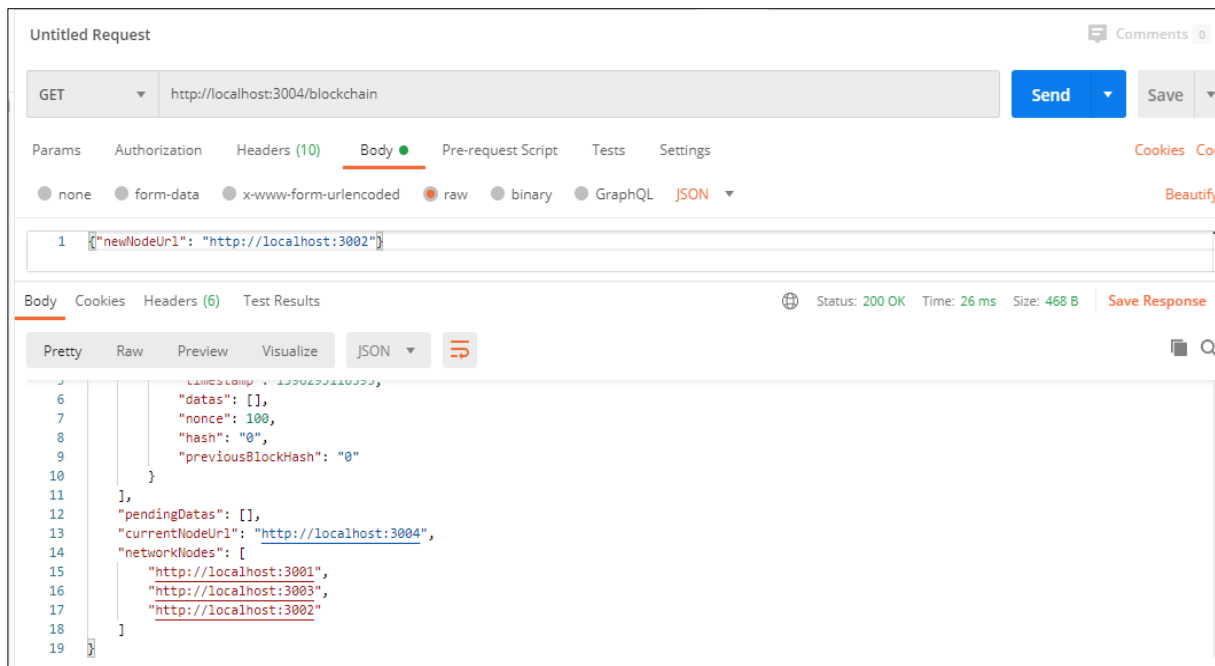 Untitled Request
Comments 0
GET http://localhost:3004/blockchain Send Save
Params Authorization Headers (10) Body Pre-request Script Tests Settings Cookies
none form-data x-www-form-urlencoded raw binary GraphQL JSON Beautify
1 {"newNodeUrl": "http://localhost:3002"}
Body Cookies Headers (6) Test Results Status: 200 OK Time: 26 ms Size: 468 B Save Response
Pretty Raw Preview Visualize JSON
6 "datas": [],
7 "nonce": 100,
8 "hash": "0",
9 "previousBlockHash": "0"
10 }
11 ],
12 "pendingDatas": [],
13 "currentNodeUrl": "http://localhost:3004",
14 "networkNodes": [
15 "http://localhost:3001",
16 "http://localhost:3003",
17 "http://localhost:3002"
18 ]
19 }